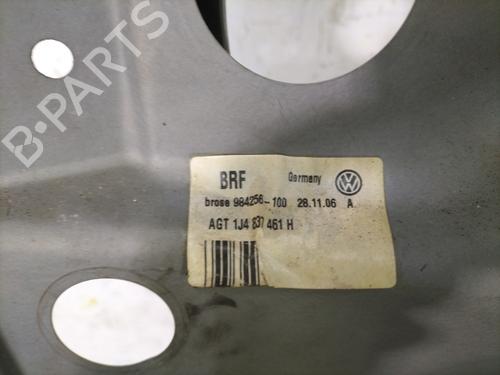 B-PARTS
BRF Germany
brose 984256-100 28.11.06 A
AGT 1J4 837 461 H